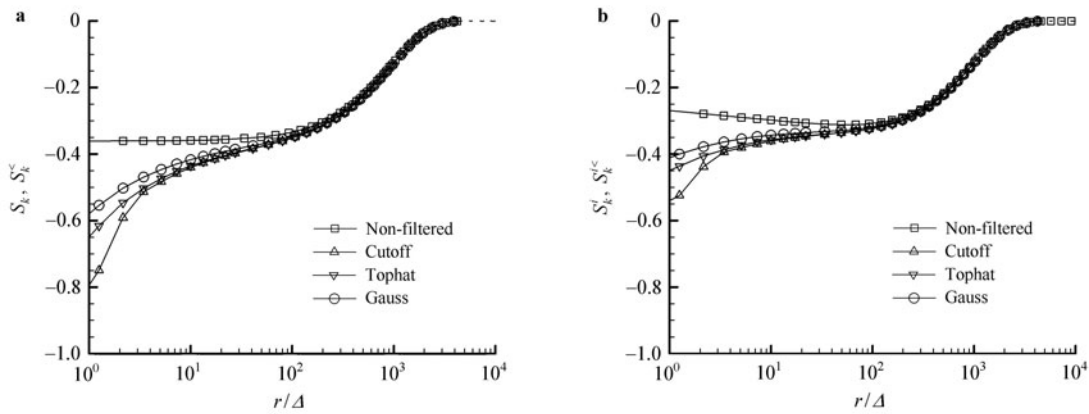 a
0
−0.2
−0.4
−0.6
−0.8
−1.0
S_k, S_k^<
Non-filtered
Cutoff
Tophat
Gauss
10^0 10^1 10^2 10^3 10^4
r/Δ
b
0
−0.2
−0.4
−0.6
−0.8
−1.0
S_k^i, S_k^{i<}
Non-filtered
Cutoff
Tophat
Gauss
10^0 10^1 10^2 10^3 10^4
r/Δ